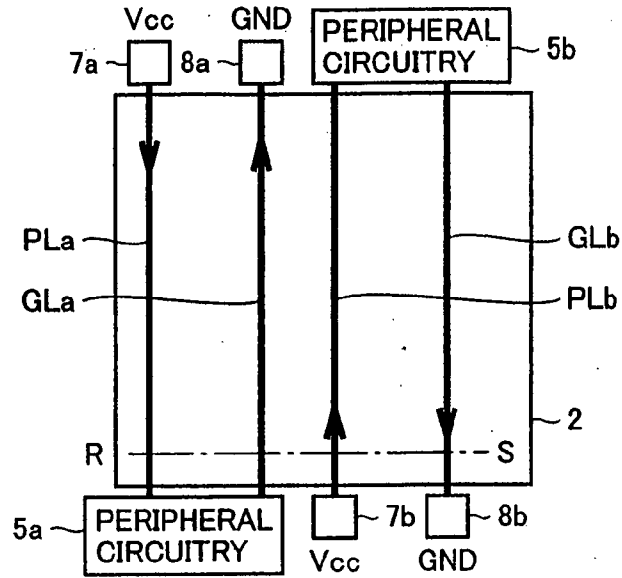 Vcc
GND
PERIPHERAL
CIRCUITRY
5b
7a
8a
PLa
GLb
GLa
PLb
2
R
S
5a
PERIPHERAL
CIRCUITRY
7b
8b
Vcc
GND